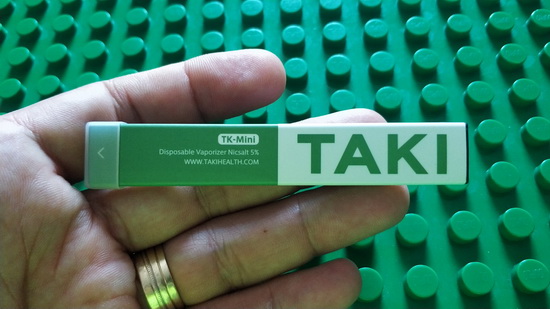 TK-Mini
Disposable Vaporizer Nicsalt 5%
WWW.TAKIHEALTH.COM
TAKI